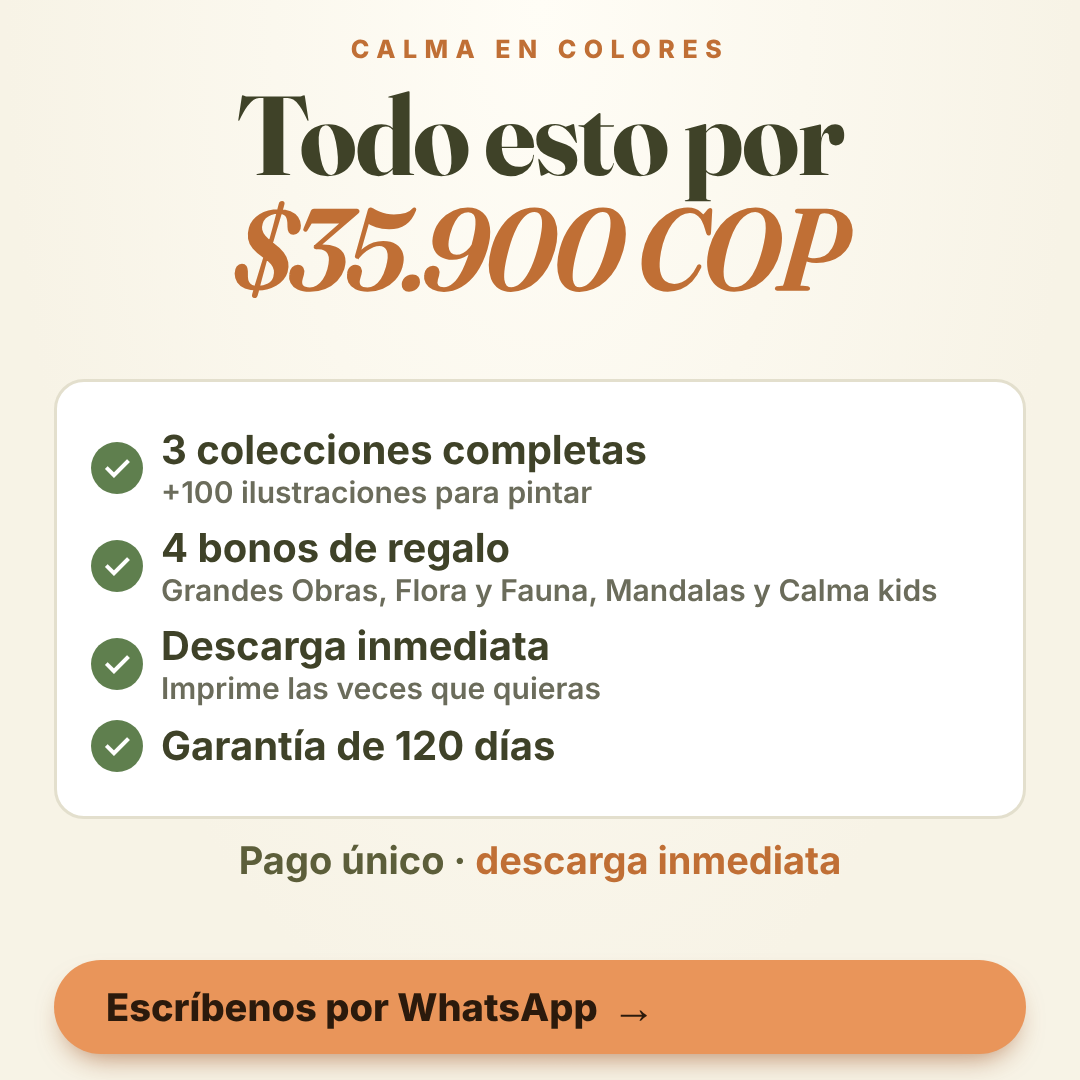 CALMA EN COLORES
Todo esto por
$35.900 COP
3 colecciones completas
+100 ilustraciones para pintar
4 bonos de regalo
Grandes Obras, Flora y Fauna, Mandalas y Calma kids
Descarga inmediata
Imprime las veces que quieras
Garantía de 120 días
Pago único · descarga inmediata
Escríbenos por WhatsApp →